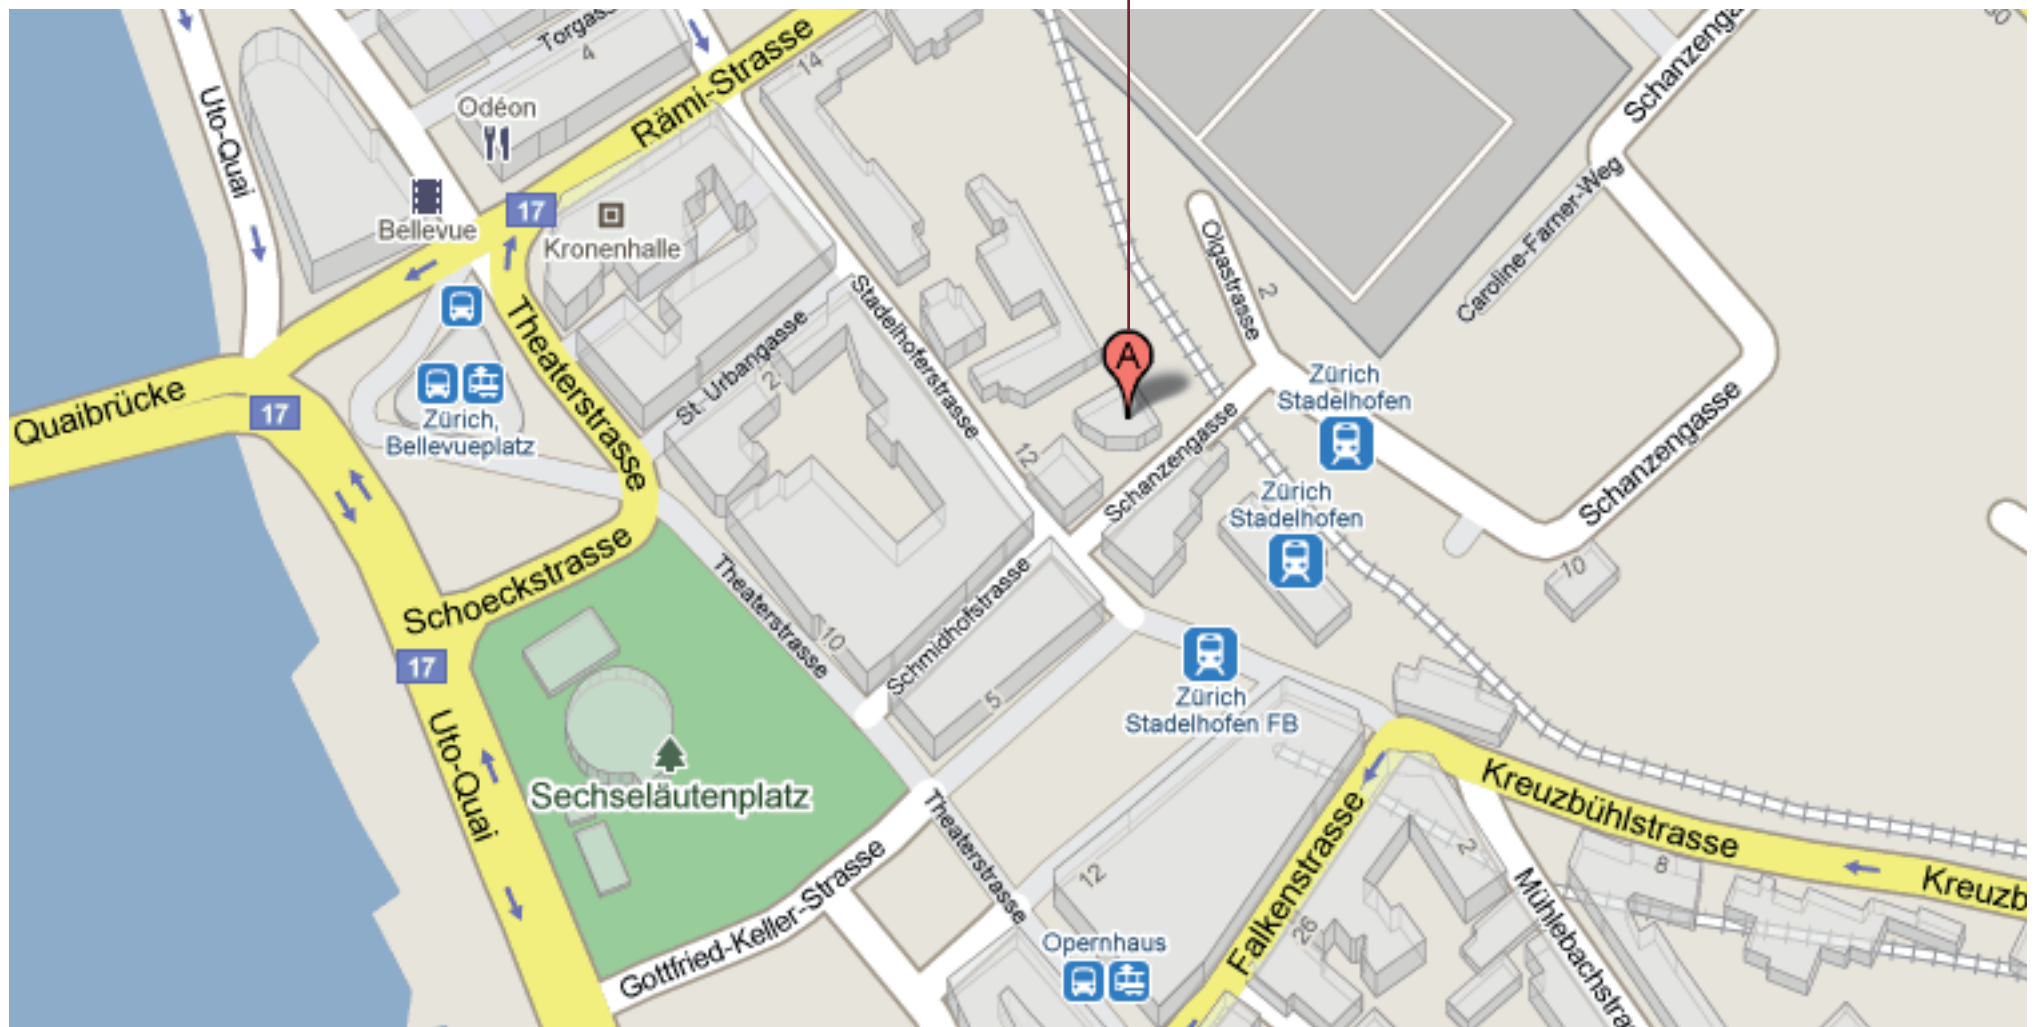 Torgass
4
Uto-Quai
Odéon
Rämi-Strasse
14
Schanzenga
30
17
Bellevue
Kronenhalle
Caroline-Farner-Weg
Olgastrasse
2
Theaterstrasse
Stadelhoferstrasse
St. Urbangasse
2
A
Quaibrücke
17
Zürich,
Bellevueplatz
Zürich
Stadelhofen
12
Schanzengasse
Schanzengasse
Zürich
Stadelhofen
Schoeckstrasse
Theaterstrasse
10
Schmidhofstrasse
10
17
5
Zürich
Stadelhofen FB
Uto-Quai
Sechseläutenplatz
Theaterstrasse
Kreuzbühlstrasse
Kreuzb
Gottfried-Keller-Strasse
12
Falkenstrasse
2
8
26
Mühlebachstra
Opernhaus